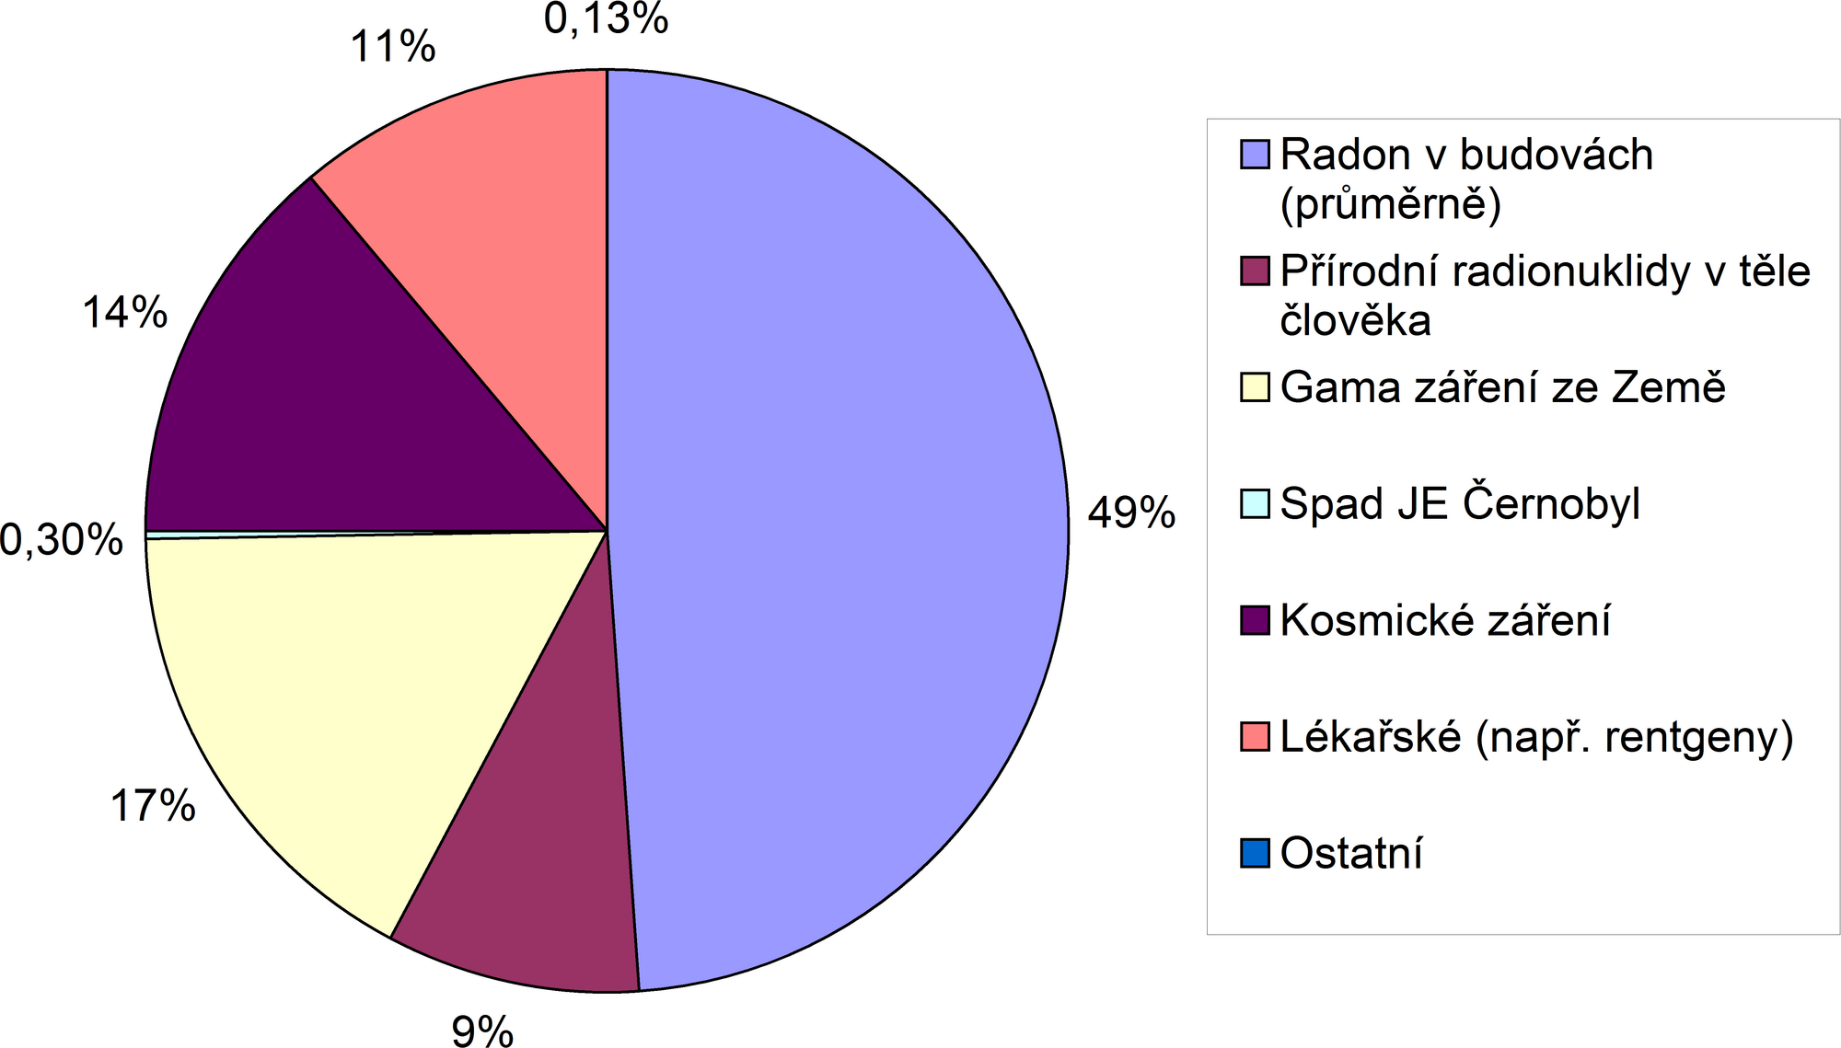 0,13%
11%
14%
0,30%
17%
9%
49%
Radon v budovách
(průměrně)
Přírodní radionuklidy v těle
člověka
Gama záření ze Země
Spad JE Černobyl
Kosmické záření
Lékařské (např. rentgeny)
Ostatní